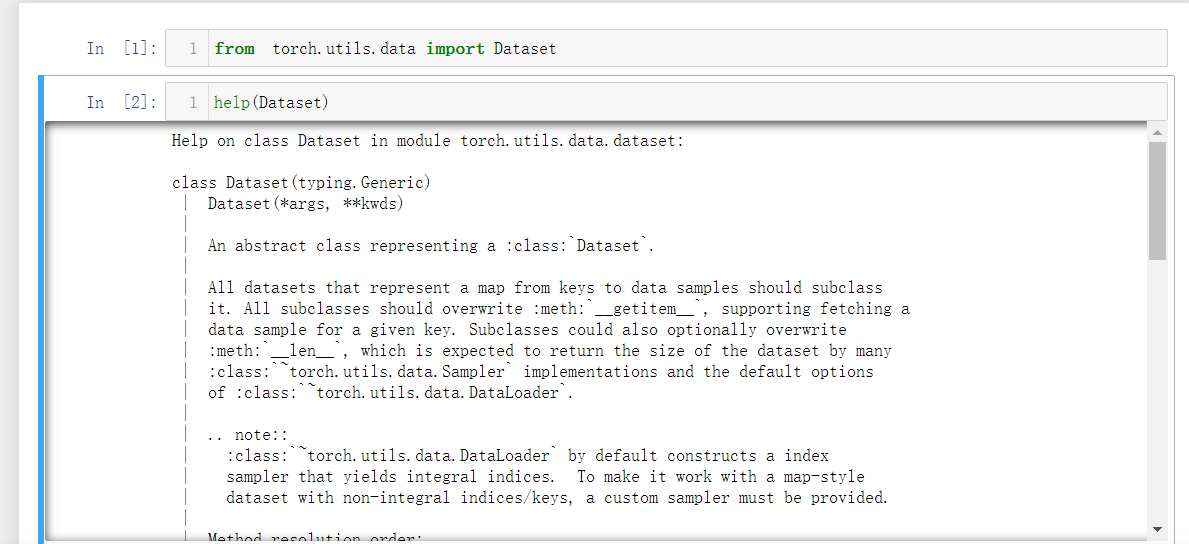 In [1]: 1 from torch.utils.data import Dataset
In [2]: 1 help(Dataset)
Help on class Dataset in module torch.utils.data.dataset:
class Dataset(typing.Generic)
| Dataset(*args, **kwds)
|
| An abstract class representing a :class:`Dataset`.
|
| All datasets that represent a map from keys to data samples should subclass
| it. All subclasses should overwrite :meth:`__getitem__`, supporting fetching a
| data sample for a given key. Subclasses could also optionally overwrite
| :meth:`__len__`, which is expected to return the size of the dataset by many
| :class:`~torch.utils.data.Sampler` implementations and the default options
| of :class:`~torch.utils.data.DataLoader`.
|
| .. note::
| :class:`~torch.utils.data.DataLoader` by default constructs a index
| sampler that yields integral indices. To make it work with a map-style
| dataset with non-integral indices/keys, a custom sampler must be provided.
|
| Method resolution order: